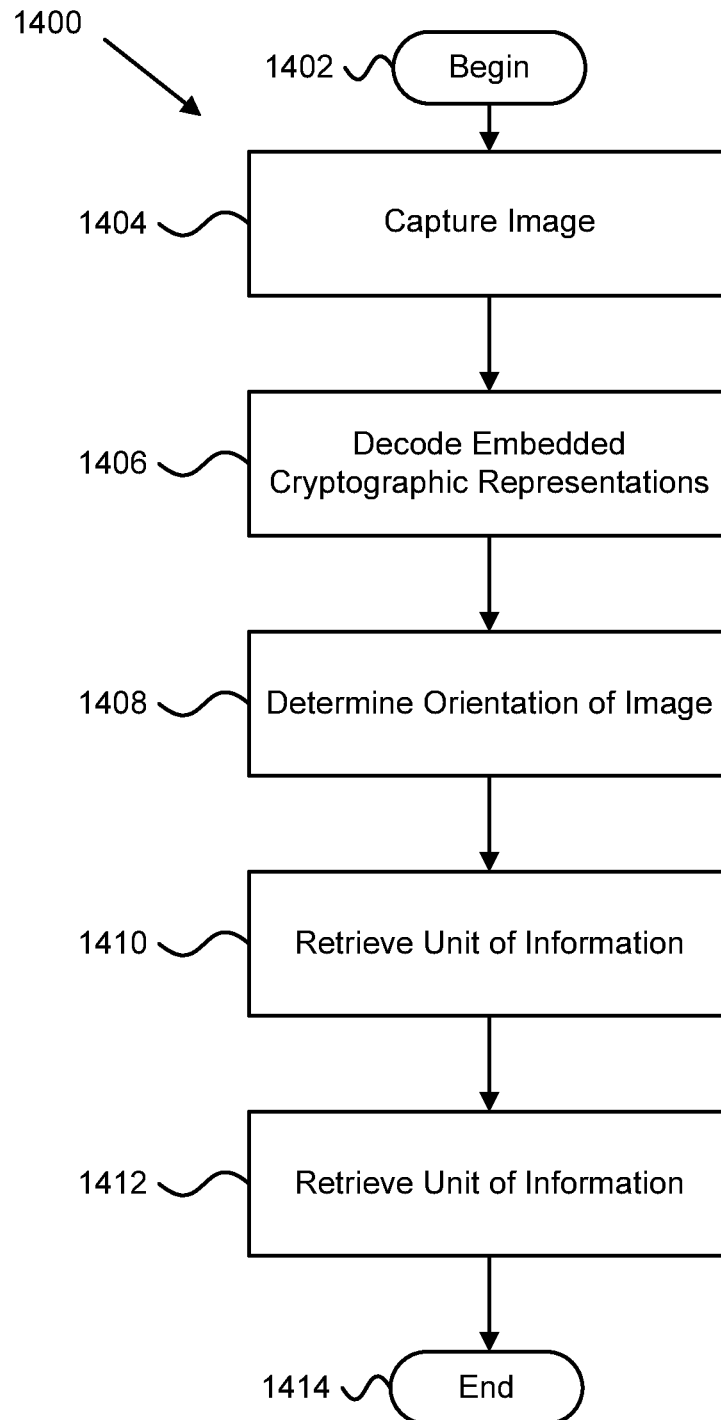 1400
1402
Begin
1404
Capture Image
1406
Decode Embedded
Cryptographic Representations
1408
Determine Orientation of Image
1410
Retrieve Unit of Information
1412
Retrieve Unit of Information
1414
End